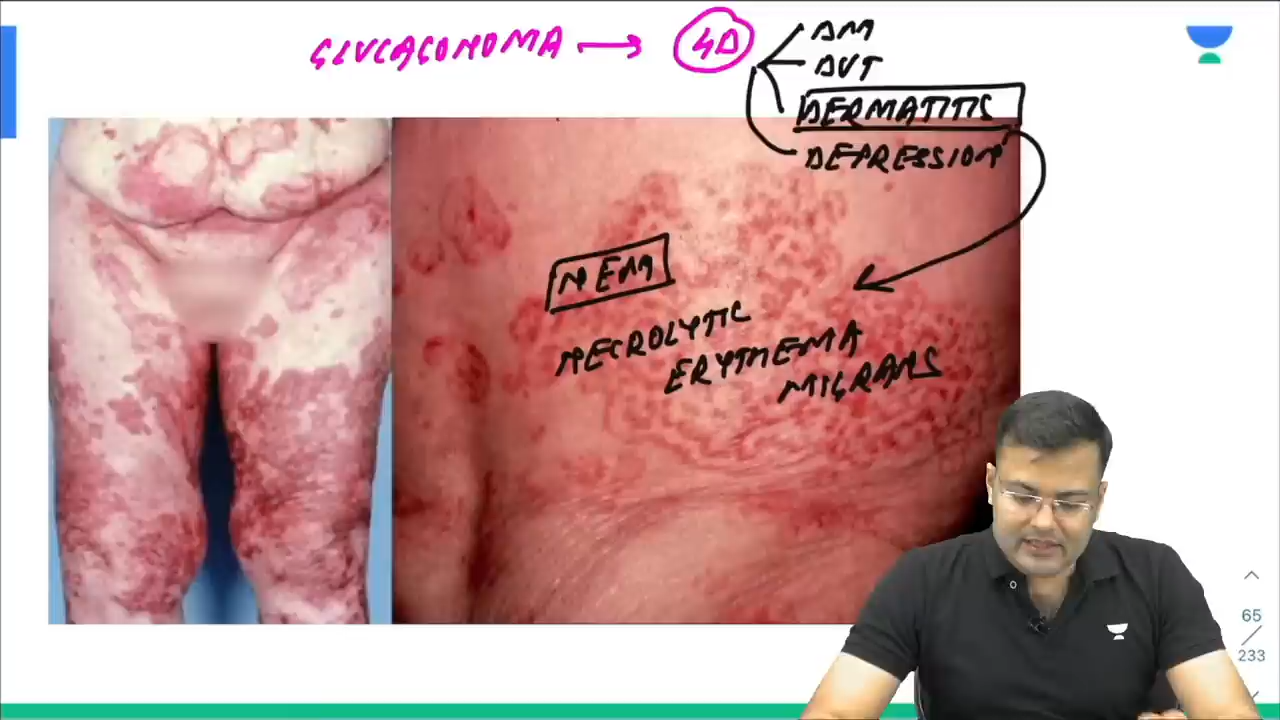 GLUCAGONOMA → 4D
DM
DVT
DERMATITIS
DEPRESSION
NEM
NECROLYTIC
ERYTHEMA
MIGRANS
65
233